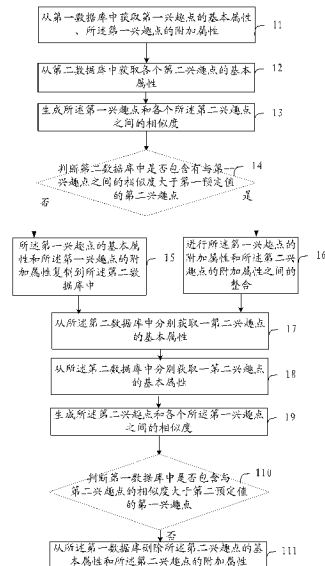 从第一数据库中获取第一兴趣点的基本属性
、所述第一兴趣点的附加属性
11
从第二数据库中获取各个第二兴趣点的基本
属性
12
生成所述第一兴趣点和各个所述第二兴趣点
之间的相似度
13
判断第二数据库中是否包含有与第一
兴趣点之间的相似度大于第一预定值
的第二兴趣点
14
否
是
所述第一兴趣点的基本
属性和所述第一兴趣点的附
加属性复制到所述第二数
据库中
15
进行所述第一兴趣点的
附加属性和所述第二兴
趣点的附加属性之间的
整合
16
从所述第二数据库中分别获取一第二兴趣点
的基本属性
17
从所述第二数据库中分别获取一第二兴趣点
的基本属性
18
生成所述第二兴趣点和各个所述第一兴趣点
之间的相似度
19
判断第一数据库中是否包含与
第二兴趣点的相似度大于第二预定值
的第一兴趣点
110
否
从所述第一数据库删除所述第二兴趣点的基
本属性和所述第二兴趣点的附加属性
111